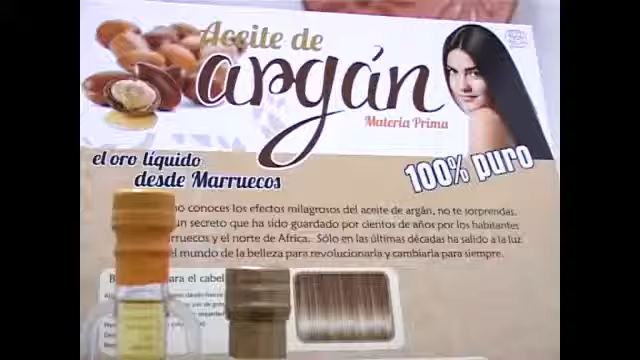 Aceite de
argán
Materia Prima
el oro líquido
desde Marruecos
100% puro
no conoces los efectos milagrosos del aceite de argán, no te sorprendas,
un secreto que ha sido guardado por cientos de años por los habitantes
rruecos y el norte de Africa. Sólo en las últimas décadas ha salido a la luz
el mundo de la belleza para revolucionarla y cambiarla para siempre.
para el cabel